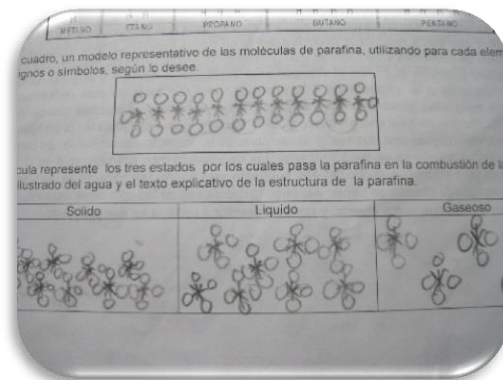 METANO ETANO PROPANO BUTANO PENTANO
cuadro, un modelo representativo de las moléculas de parafina, utilizando para cada elem
ignos o símbolos, según lo desee.
cula represente los tres estados por los cuales pasa la parafina en la combustión de la
ilustrado del agua y el texto explicativo de la estructura de la parafina.
Solido Liquido Gaseoso